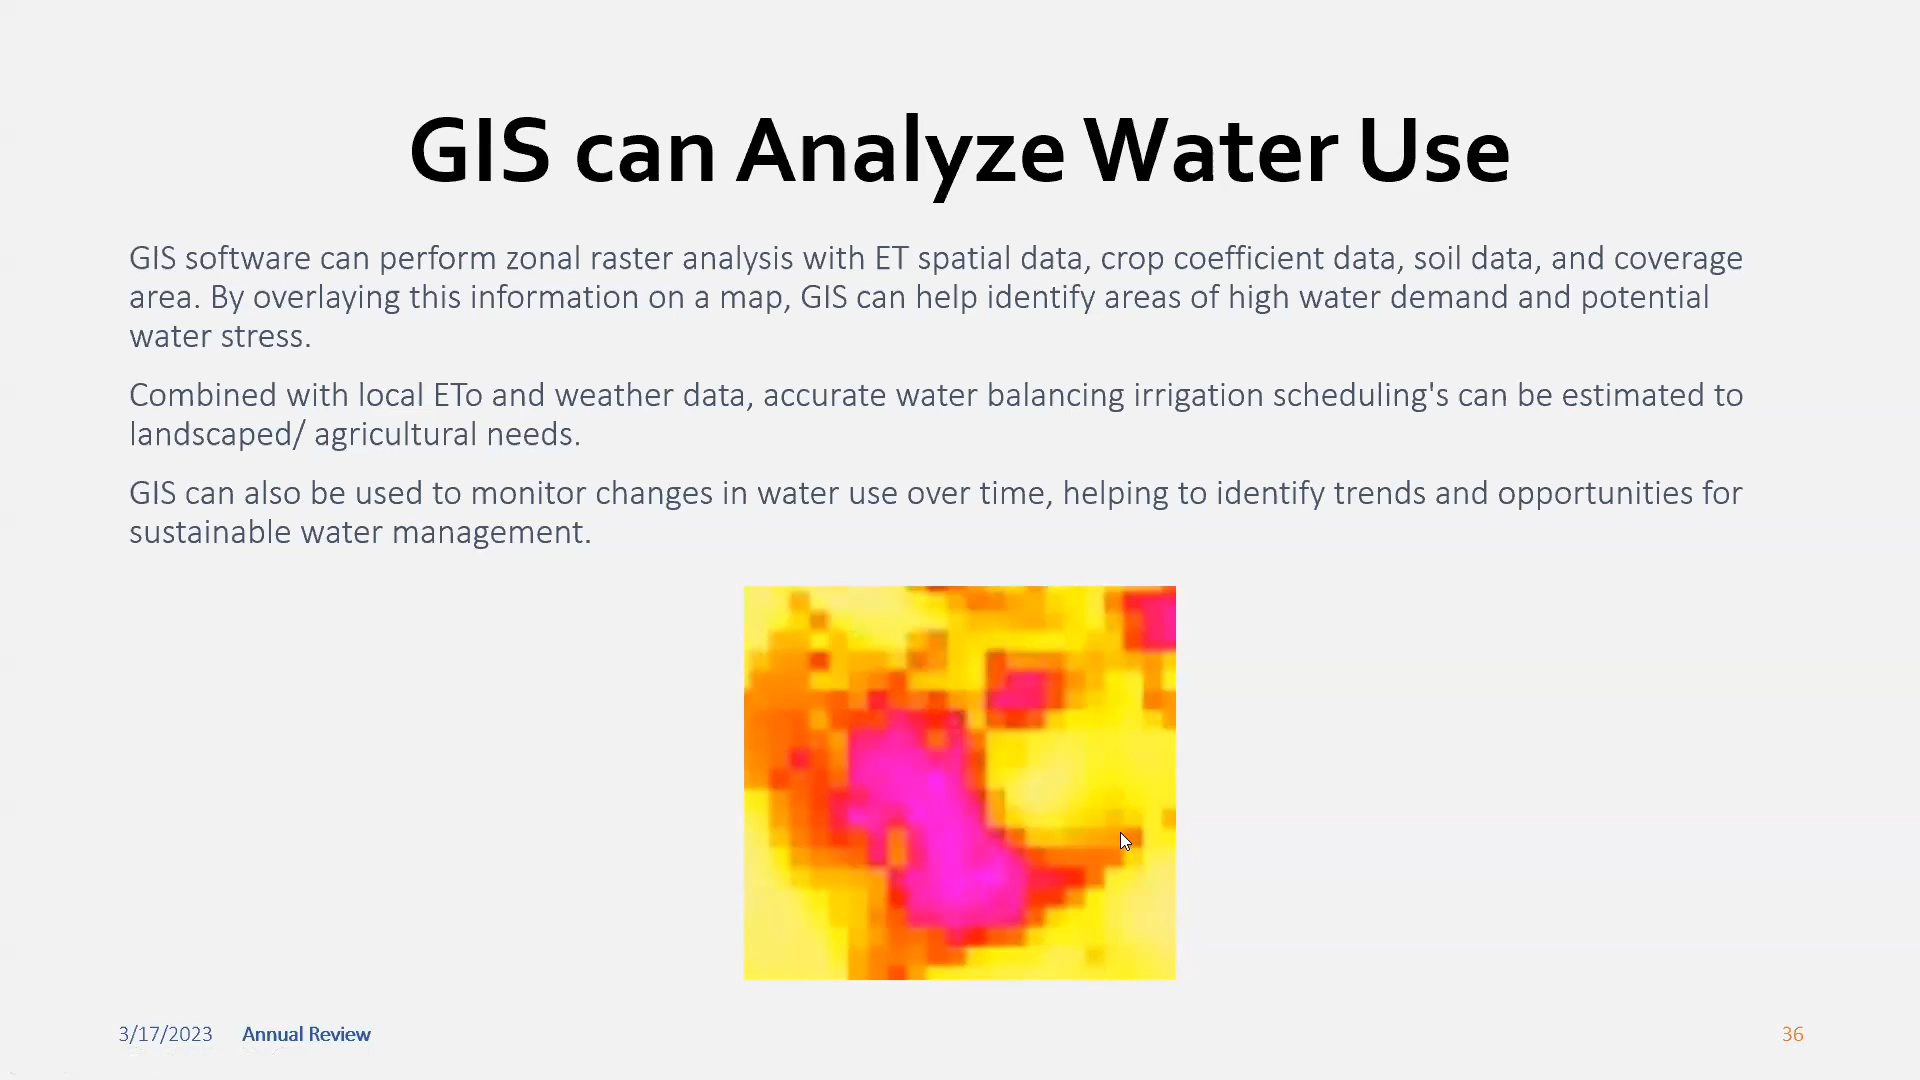 GIS can Analyze Water Use
GIS software can perform zonal raster analysis with ET spatial data, crop coefficient data, soil data, and coverage
area. By overlaying this information on a map, GIS can help identify areas of high water demand and potential
water stress.
Combined with local ETo and weather data, accurate water balancing irrigation scheduling's can be estimated to
landscaped/ agricultural needs.
GIS can also be used to monitor changes in water use over time, helping to identify trends and opportunities for
sustainable water management.
3/17/2023 Annual Review 36